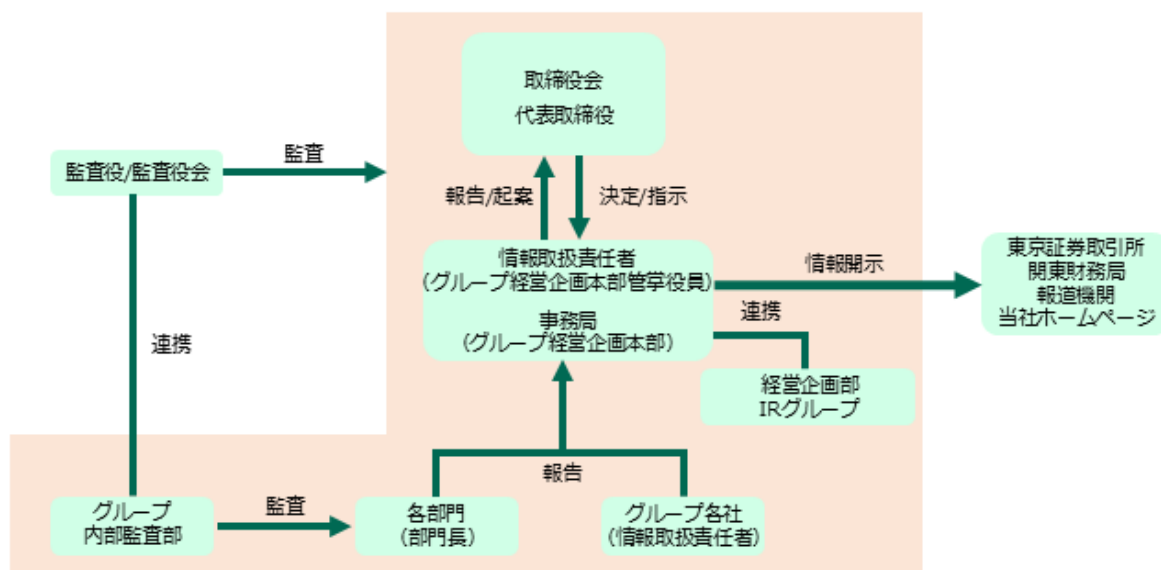 取締役会
代表取締役
監査役/監査役会
監査
報告/起案
決定/指示
情報取扱責任者
(グループ経営企画本部管掌役員)
事務局
(グループ経営企画本部)
情報開示
東京証券取引所
関東財務局
報道機関
当社ホームページ
連携
連携
経営企画部
IRグループ
報告
グループ
内部監査部
監査
各部門
(部門長)
グループ各社
(情報取扱責任者)